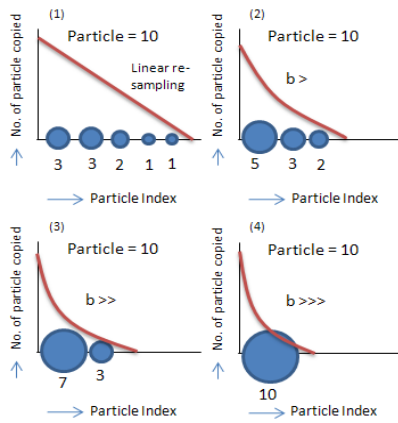 (1)
Particle = 10
Linear re-
sampling
No. of particle copied
3 3 2 1 1
Particle Index
(2)
Particle = 10
b >
No. of particle copied
5 3 2
Particle Index
(3)
Particle = 10
b >>
No. of particle copied
7 3
Particle Index
(4)
Particle = 10
b >>>
No. of particle copied
10
Particle Index